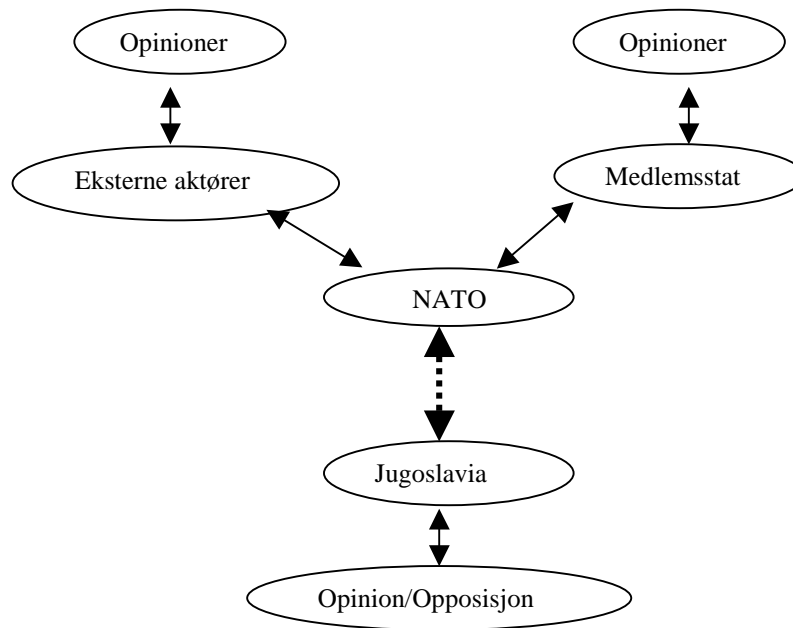 Opinioner
Opinioner
Eksterne aktører
Medlemsstat
NATO
Jugoslavia
Opinion/Opposisjon